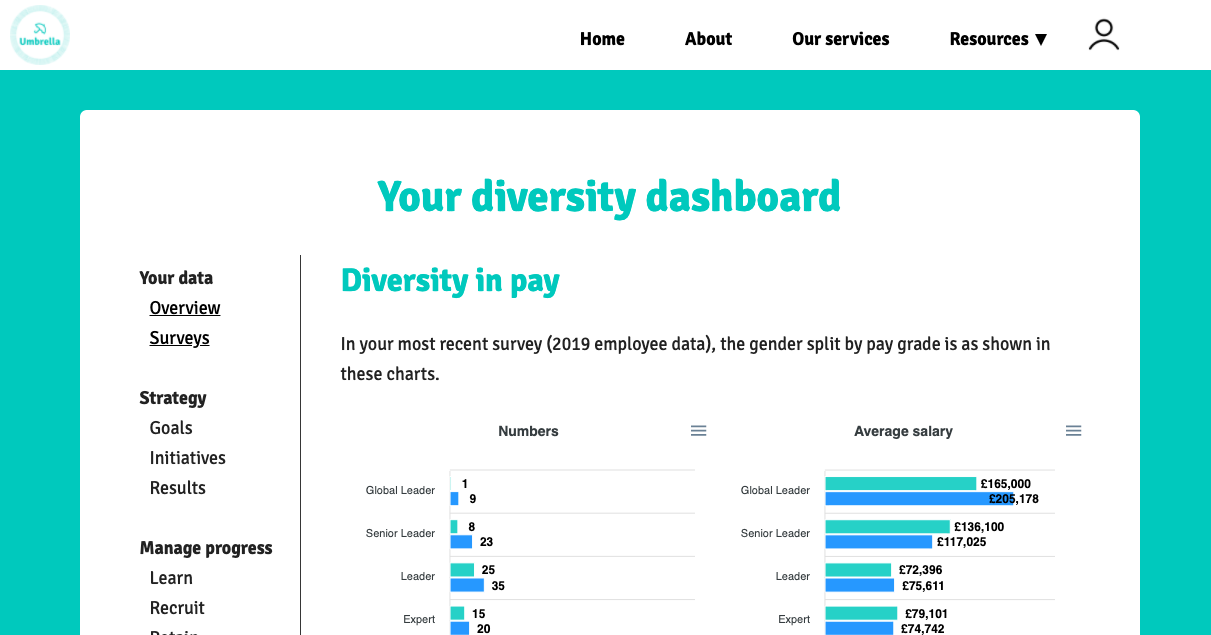 Umbrella
Home
About
Our services
Resources ▼
Your diversity dashboard
Your data
Overview
Surveys
Strategy
Goals
Initiatives
Results
Manage progress
Learn
Recruit
Retain
Diversity in pay
In your most recent survey (2019 employee data), the gender split by pay grade is as shown in
these charts.
Numbers
Global Leader
1
9
Senior Leader
8
23
Leader
25
35
Expert
15
20
Average salary
Global Leader
£165,000
£205,178
Senior Leader
£136,100
£117,025
Leader
£72,396
£75,611
Expert
£79,101
£74,742